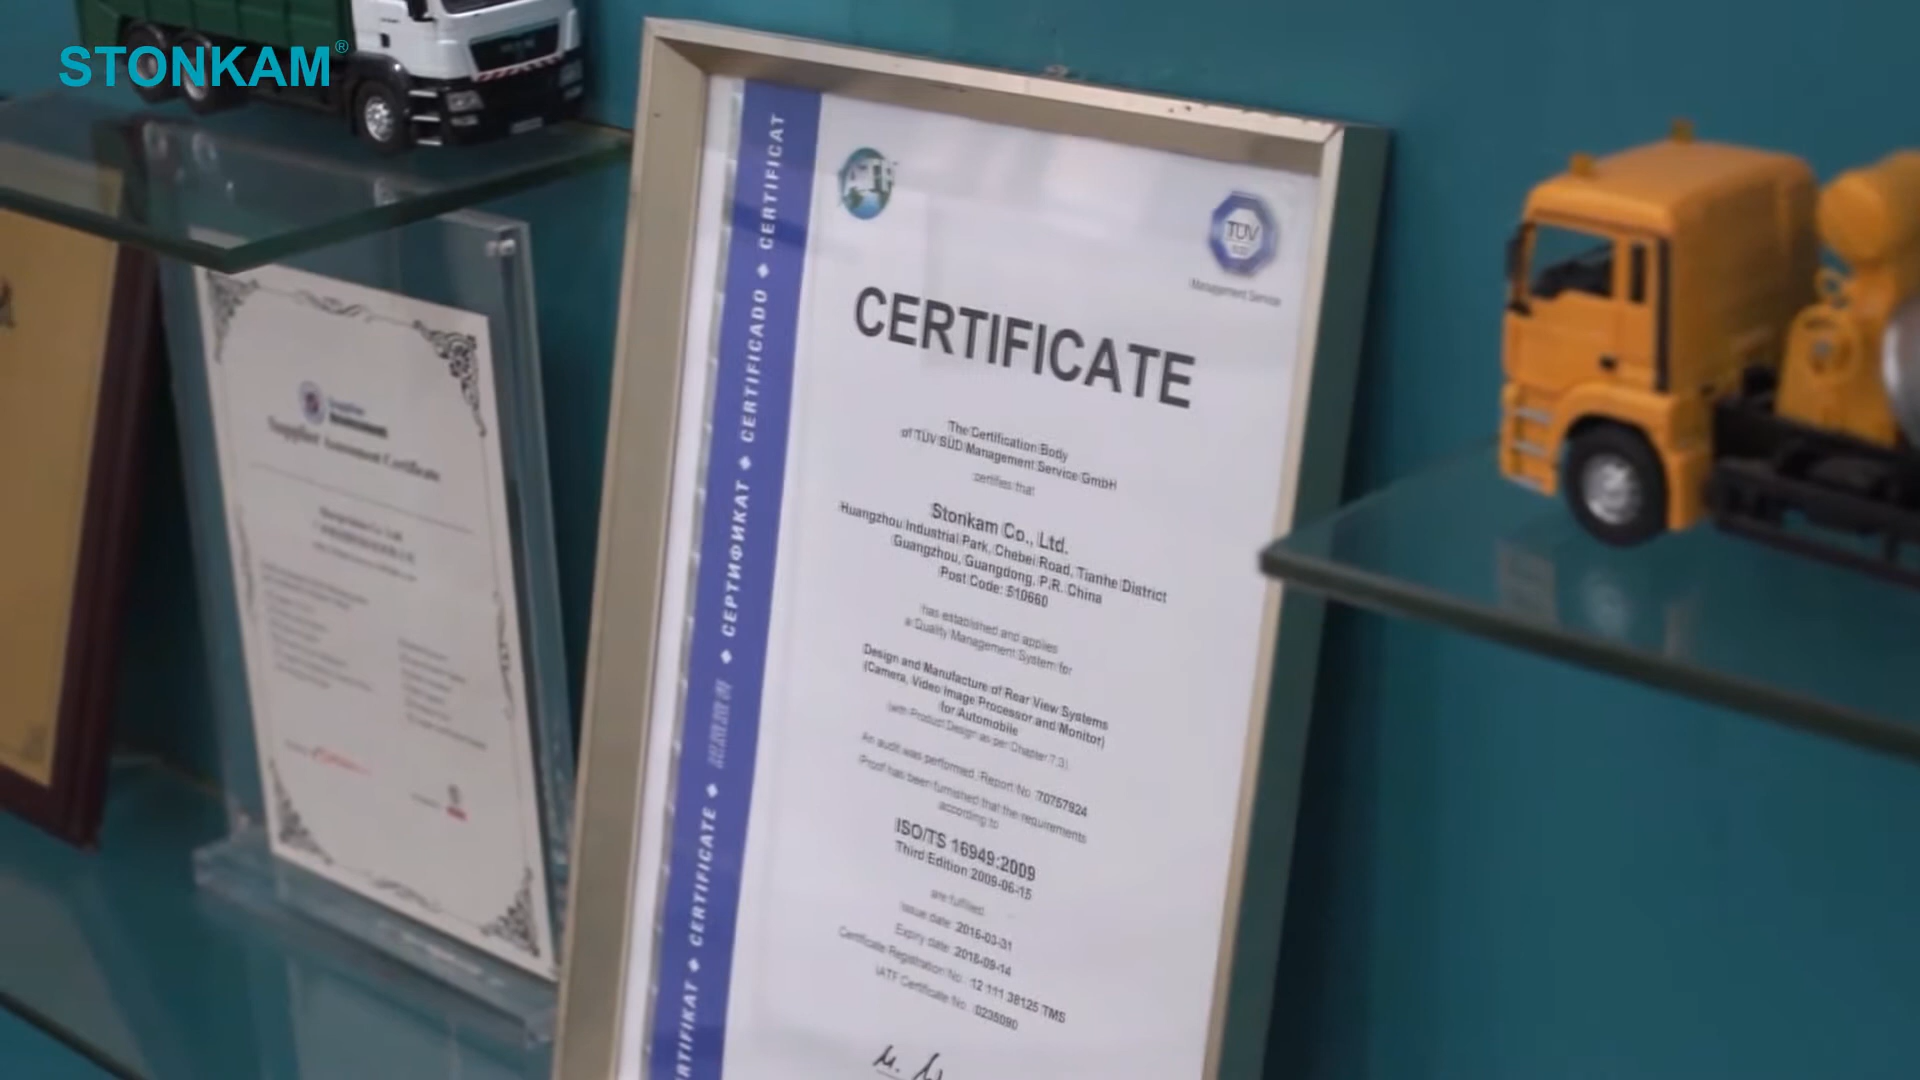 STONKAM®
CERTIFICAT
CERTIFICADO
СЕРТИФИКАТ
CERTIFICATE
TÜV
Management Service
CERTIFICATE
The Certification Body
of TÜV SÜD Management Service GmbH
certifies that
Stonkam Co., Ltd.
Huangzhou Industrial Park, Chebei Road, Tianhe District
Guangzhou, Guangdong, P.R. China
Post Code: 510660
has established and applies
a Quality Management System for
Design and Manufacture of Rear View Systems
(Camera, Video Image Processor and Monitor)
for Automobile
(with Product Design as per Chapter 7.3).
An audit was performed, Report No. 70757924
Proof has been furnished that the requirements
according to
ISO/TS 16949:2009
Third Edition 2009-06-15
are fulfilled.
Issue date: 2016-03-31
Expiry date: 2018-09-14
Certificate Registration No.: 12 111 38125 TMS
IATF Certificate No.: 0235090
Supplier Assessment Certificate